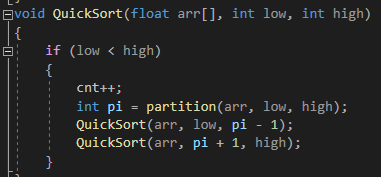 void QuickSort(float arr[], int low, int high)
{
if (low < high)
{
cnt++;
int pi = partition(arr, low, high);
QuickSort(arr, low, pi - 1);
QuickSort(arr, pi + 1, high);
}